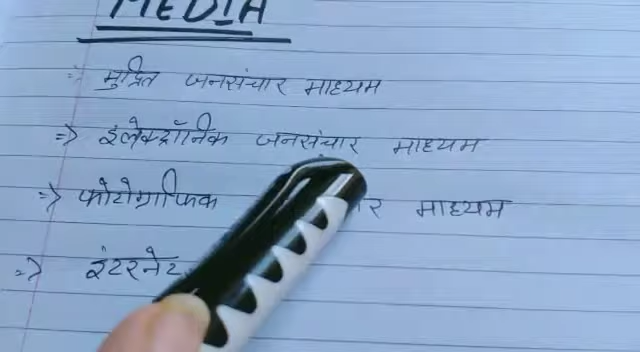 MEDIA
⇒ मुद्रित जनसंचार माध्यम
⇒ इलेक्ट्रॉनिक जनसंचार माध्यम
⇒ फोटोग्राफिक माध्यम
⇒ इंटरनेट